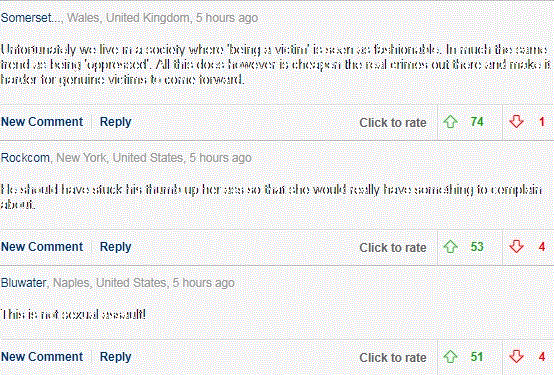 Somerset..., Wales, United Kingdom, 5 hours ago
Unfortunately we live in a society where 'being a victim' is seen as fashionable. In much the same
trend as being 'oppressed'. All this does however is cheapen the real crimes out there and make it
harder for genuine victims to come forward.
New Comment Reply Click to rate 74 1
Rockcom, New York, United States, 5 hours ago
He should have stuck his thumb up her ass so that she would really have something to complain
about.
New Comment Reply Click to rate 53 4
Bluwater, Naples, United States, 5 hours ago
This is not sexual assault!
New Comment Reply Click to rate 51 4